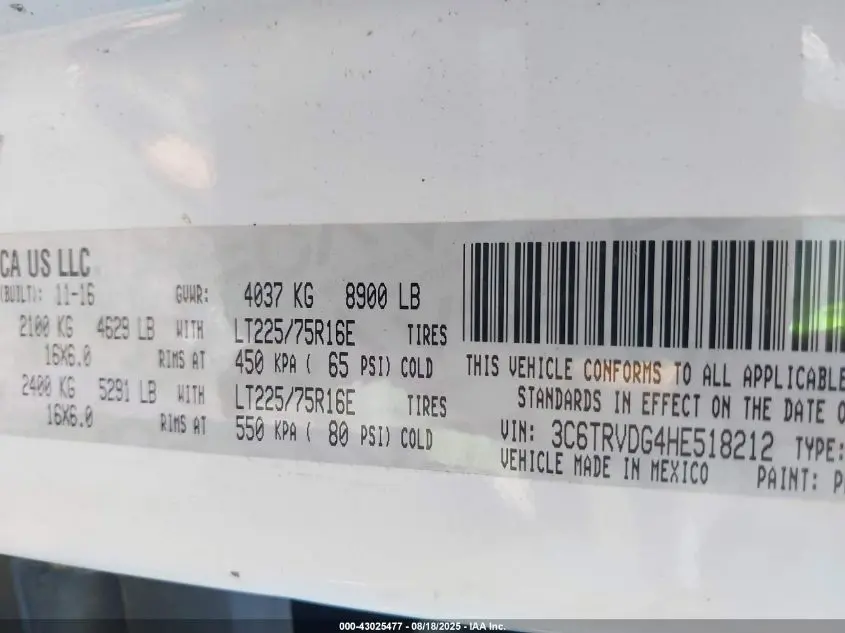 CA US LLC
(BUILT): 11-16 GVWR: 4037 KG 8900 LB
2100 KG 4629 LB WITH LT225/75R16E TIRES
16X6.0 RIMS AT 450 KPA ( 65 PSI) COLD
2400 KG 5291 LB WITH LT225/75R16E TIRES
16X6.0 RIMS AT 550 KPA ( 80 PSI) COLD
THIS VEHICLE CONFORMS TO ALL APPLICABLE
STANDARDS IN EFFECT ON THE DATE O
VIN: 3C6TRVDG4HE518212 TYPE:
VEHICLE MADE IN MEXICO PAINT: P
000-43025477 - 08/18/2025 - IAA Inc.